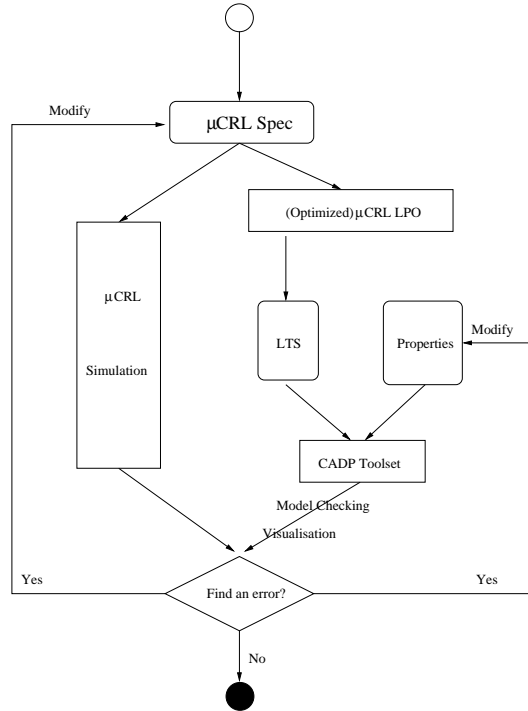 Modify
μCRL Spec
(Optimized)μCRL LPO
μCRL
Simulation
LTS
Properties
Modify
CADP Toolset
Model Checking
Visualisation
Yes
Find an error?
Yes
No